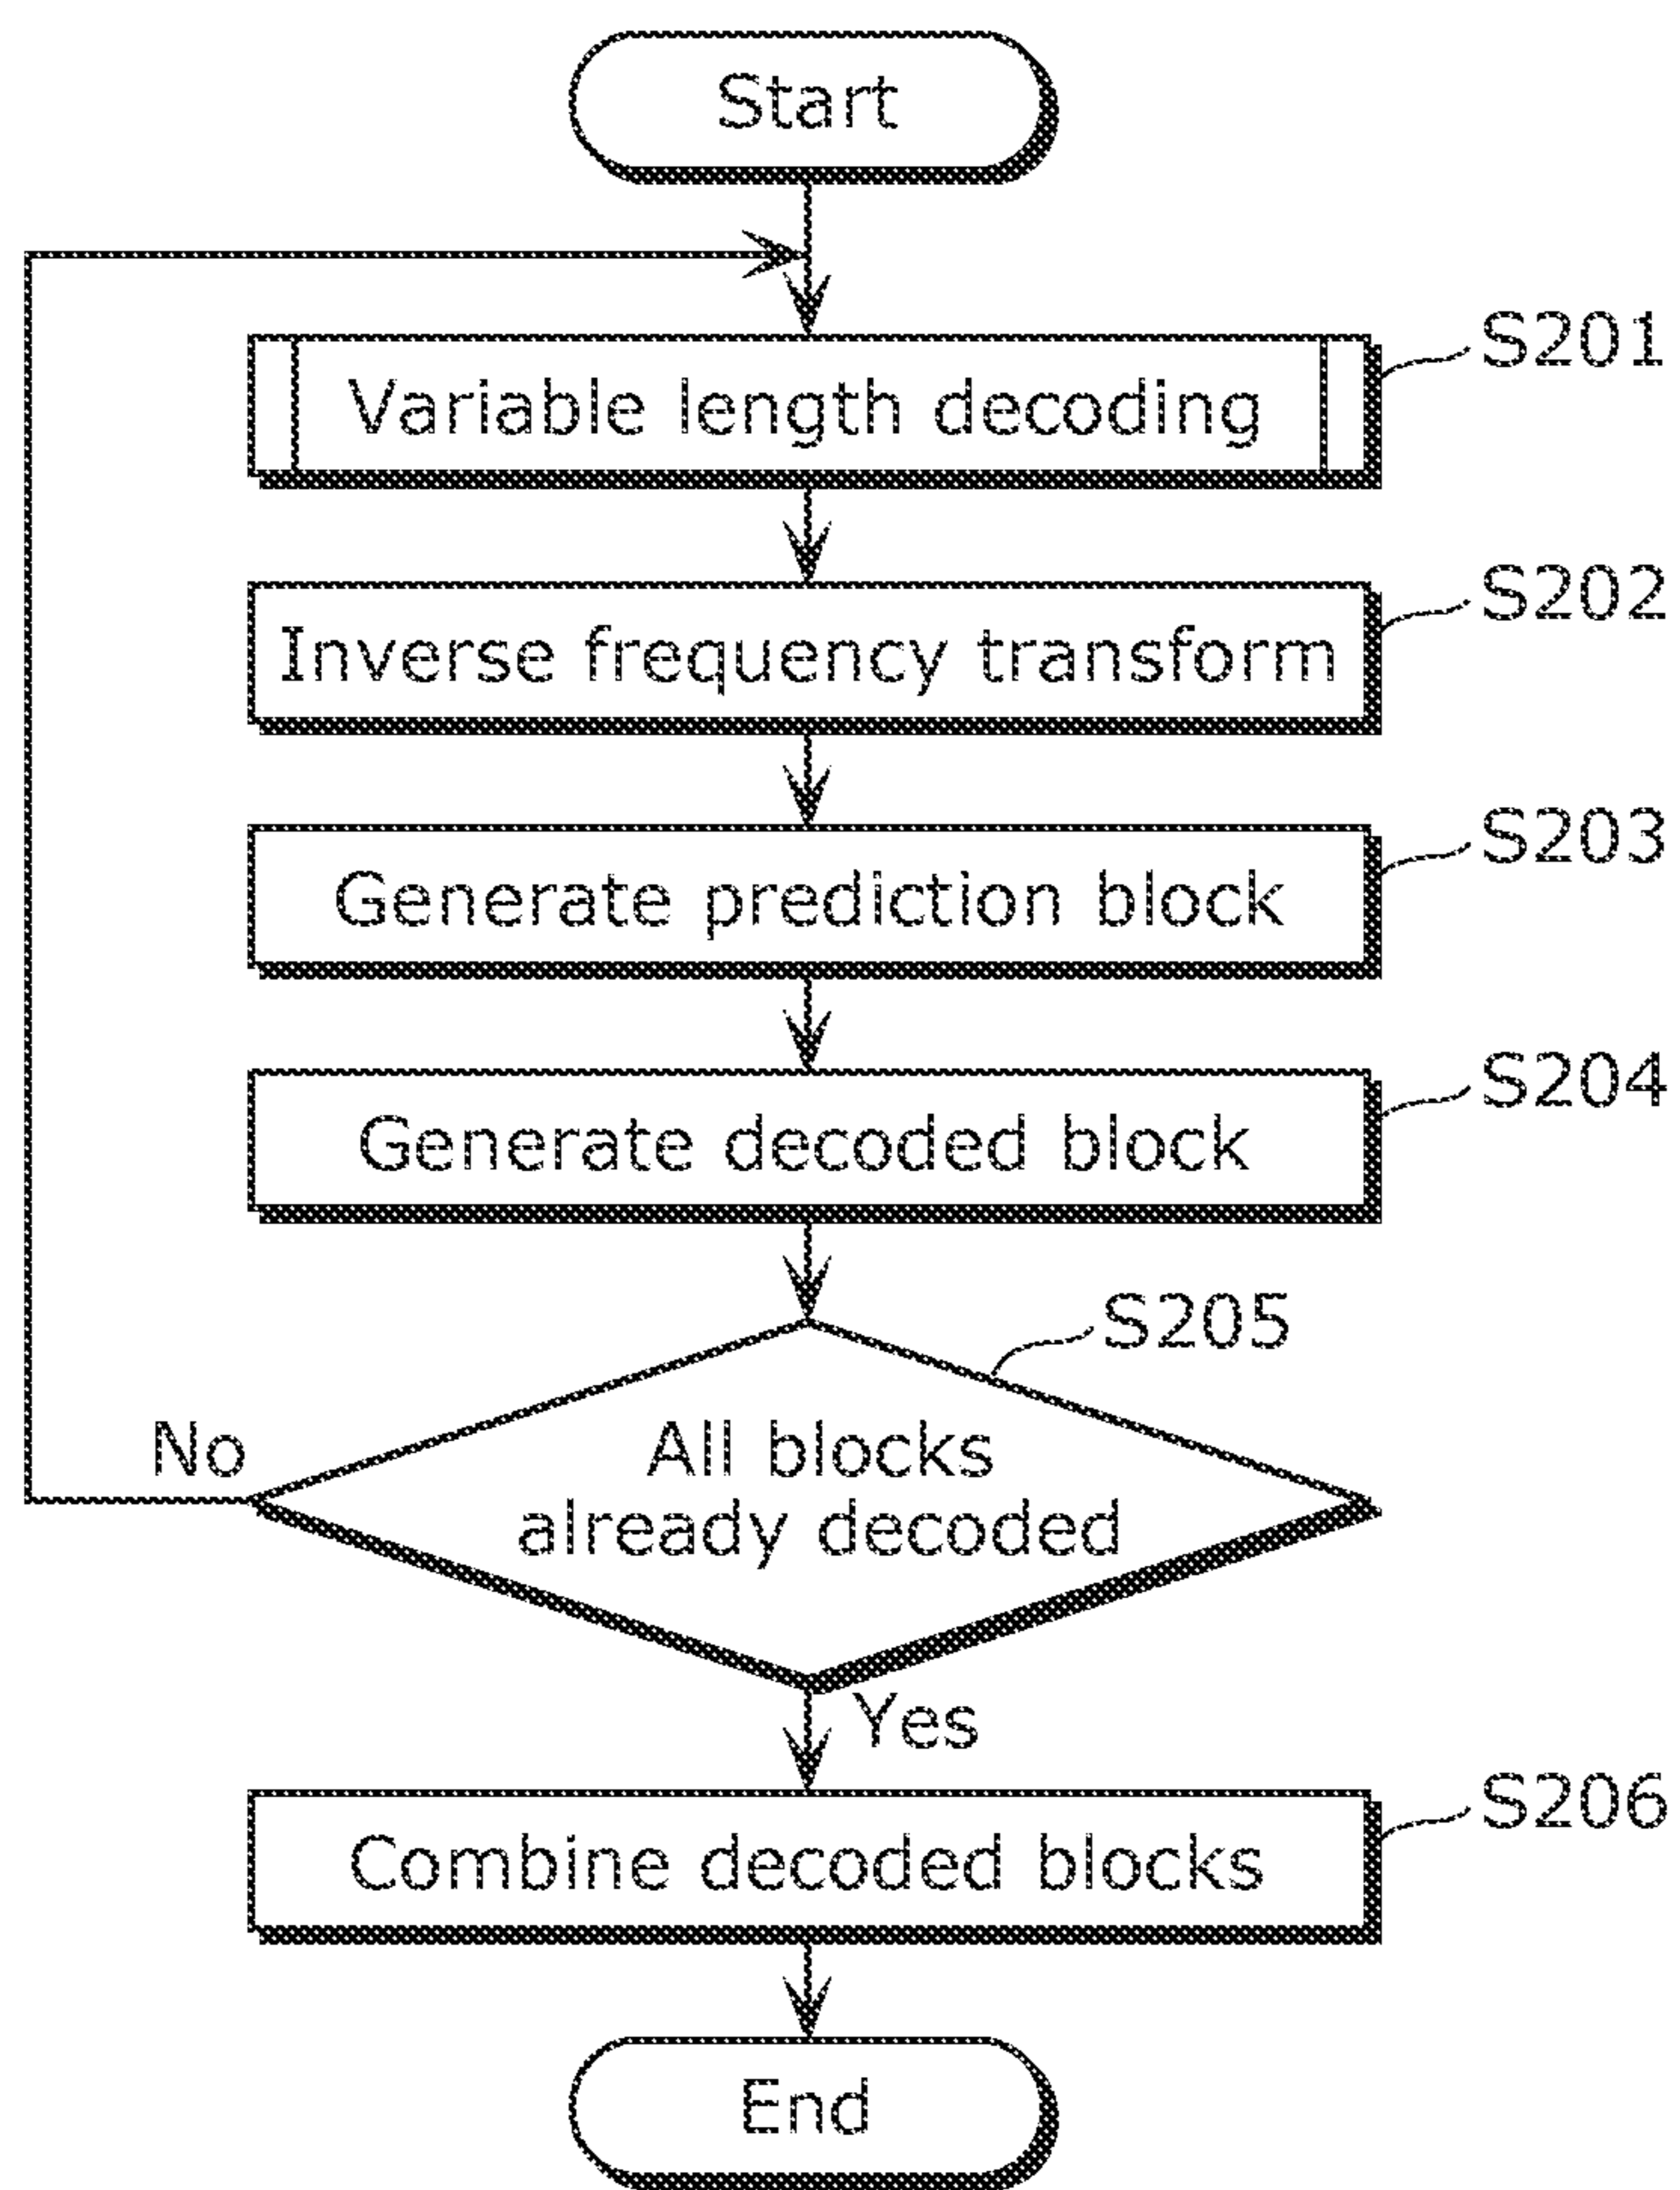 Start
Variable length decoding
S201
Inverse frequency transform
S202
Generate prediction block
S203
Generate decoded block
S204
S205
All blocks
already decoded
No
Yes
Combine decoded blocks
S206
End